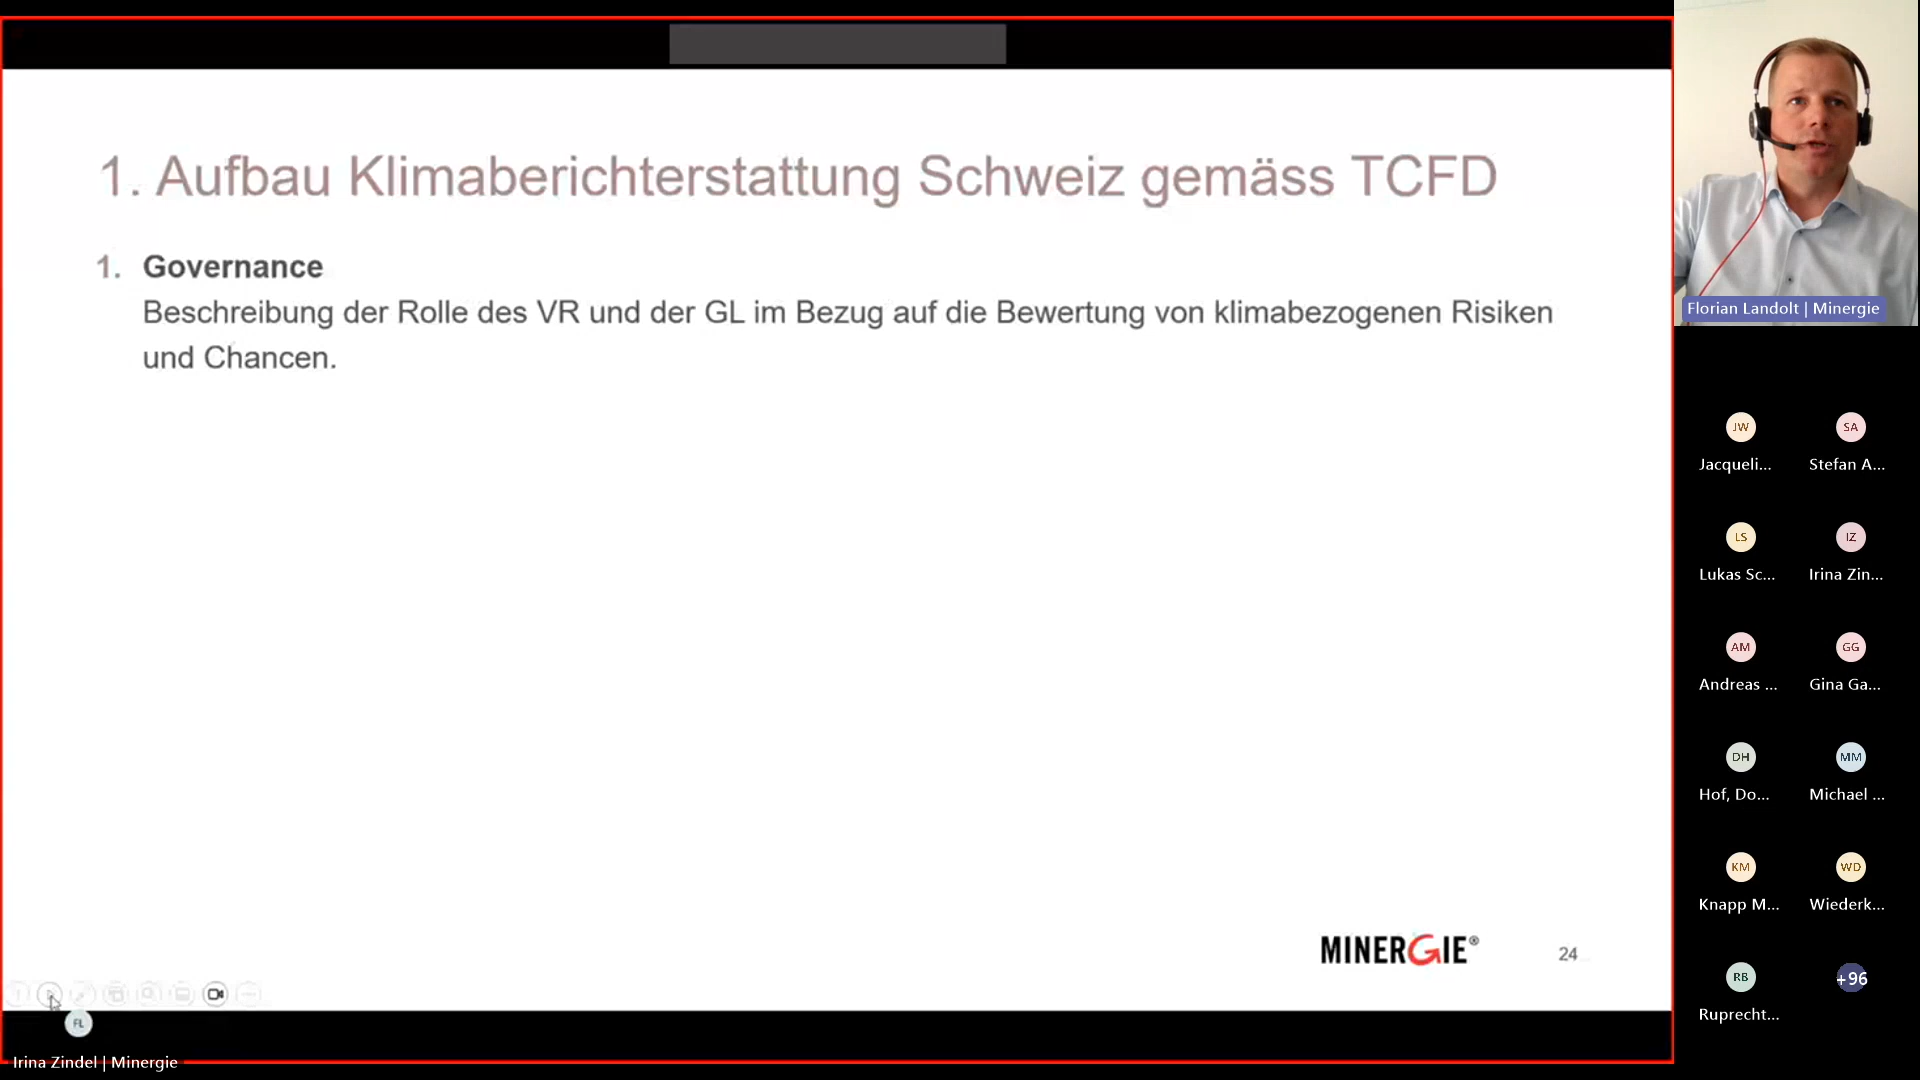 1. Aufbau Klimaberichterstattung Schweiz gemäss TCFD
1. Governance
Beschreibung der Rolle des VR und der GL im Bezug auf die Bewertung von klimabezogenen Risiken
und Chancen.
MINERGIE®
24
FL
Irina Zindel | Minergie
Florian Landolt | Minergie
JW
SA
Jacqueli...
Stefan A...
LS
IZ
Lukas Sc...
Irina Zin...
AM
GG
Andreas ...
Gina Ga...
DH
MM
Hof, Do...
Michael ...
KM
WD
Knapp M...
Wiederk...
RB
+96
Ruprecht...